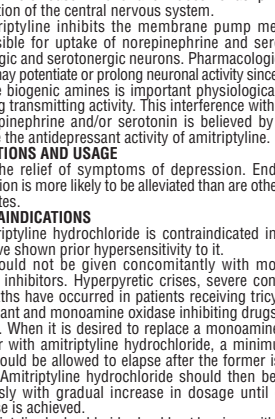 tion of the central nervous system.
riptyline inhibits the membrane pump me
sible for uptake of norepinephrine and ser
gic and serotonergic neurons. Pharmacologi
may potentiate or prolong neuronal activity since
e biogenic amines is important physiological
g transmitting activity. This interference with
epinephrine and/or serotonin is believed by
e the antidepressant activity of amitriptyline.
TIONS AND USAGE
he relief of symptoms of depression. End
ion is more likely to be alleviated than are othe
tes.
AINDICATIONS
riptyline hydrochloride is contraindicated in
ve shown prior hypersensitivity to it.
ould not be given concomitantly with mo
inhibitors. Hyperpyretic crises, severe con
ths have occurred in patients receiving tricy
ant and monoamine oxidase inhibiting drugs
. When it is desired to replace a monoamine
r with amitriptyline hydrochloride, a minimu
ould be allowed to elapse after the former is
Amitriptyline hydrochloride should then be
sly with gradual increase in dosage until
se is achieved.